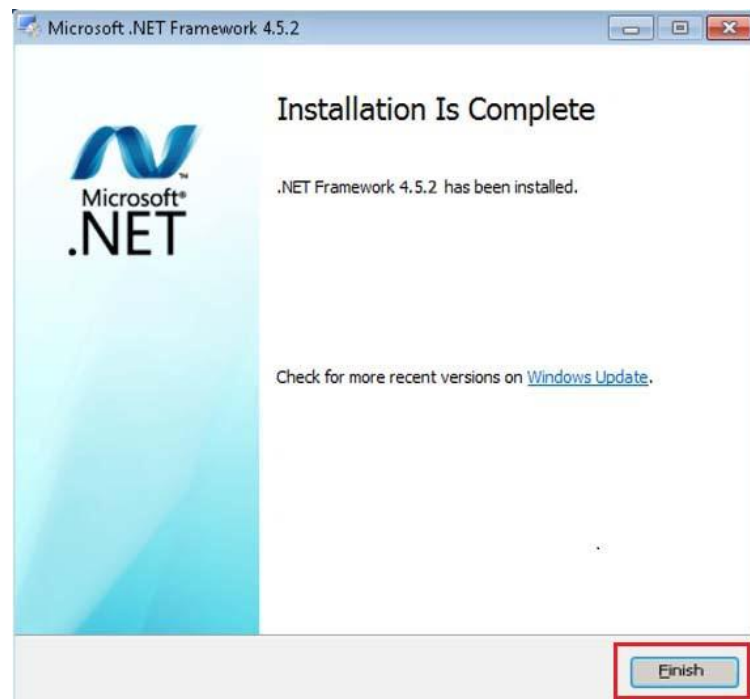 Microsoft .NET Framework 4.5.2
Installation Is Complete
.NET Framework 4.5.2 has been installed.
Microsoft®
.NET
Check for more recent versions on Windows Update.
Finish